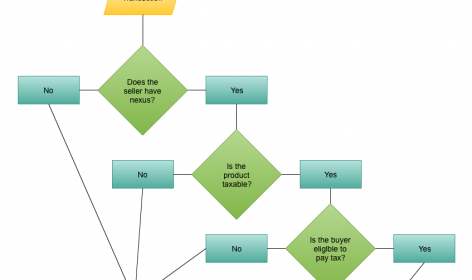 Transaction
Does the
seller have
nexus?
No
Yes
Is the
product
taxable?
No
Yes
Is the buyer
eligible to
pay tax?
No
Yes